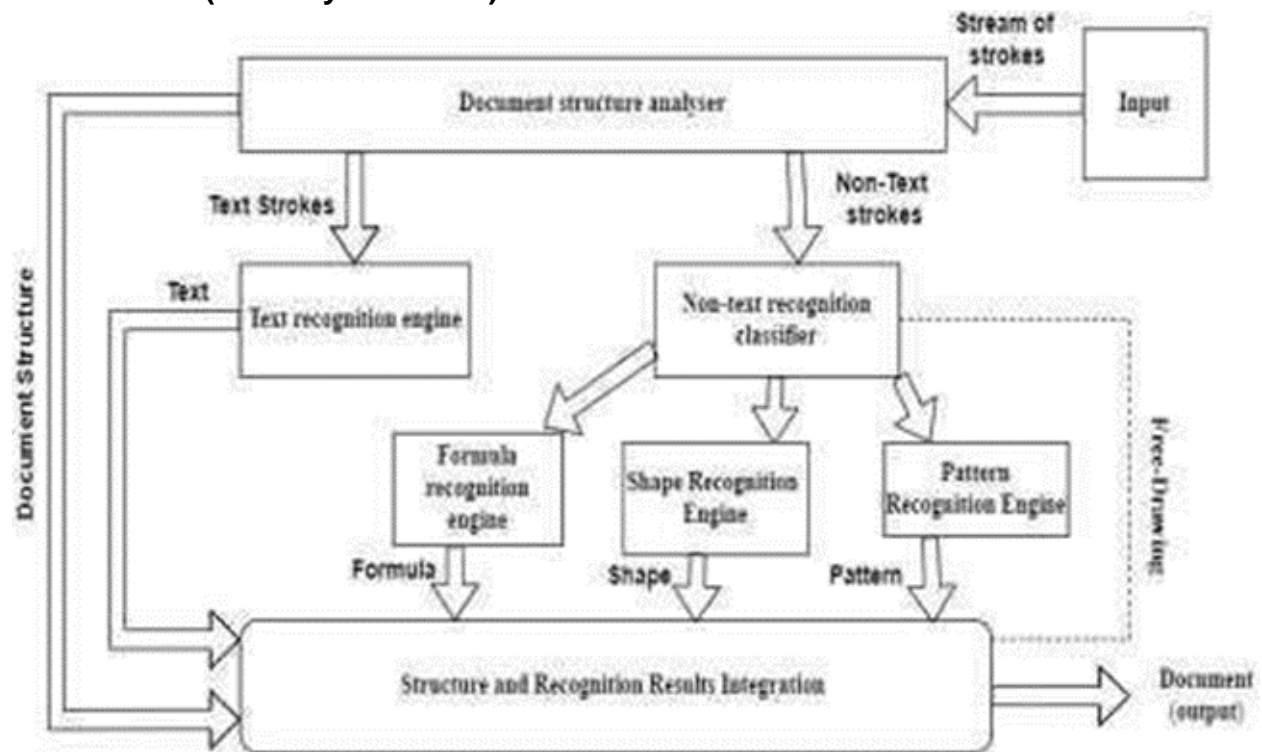 Stream of
strokes
Document structure analyser
Input
Text Strokes
Non-Text
strokes
Document Structure
Text
Text recognition engine
Non-text recognition
classifier
Formula
recognition
engine
Shape Recognition
Engine
Pattern
Recognition Engine
Free-Drawing
Formula
Shape
Pattern
Structure and Recognition Results Integration
Document
(output)